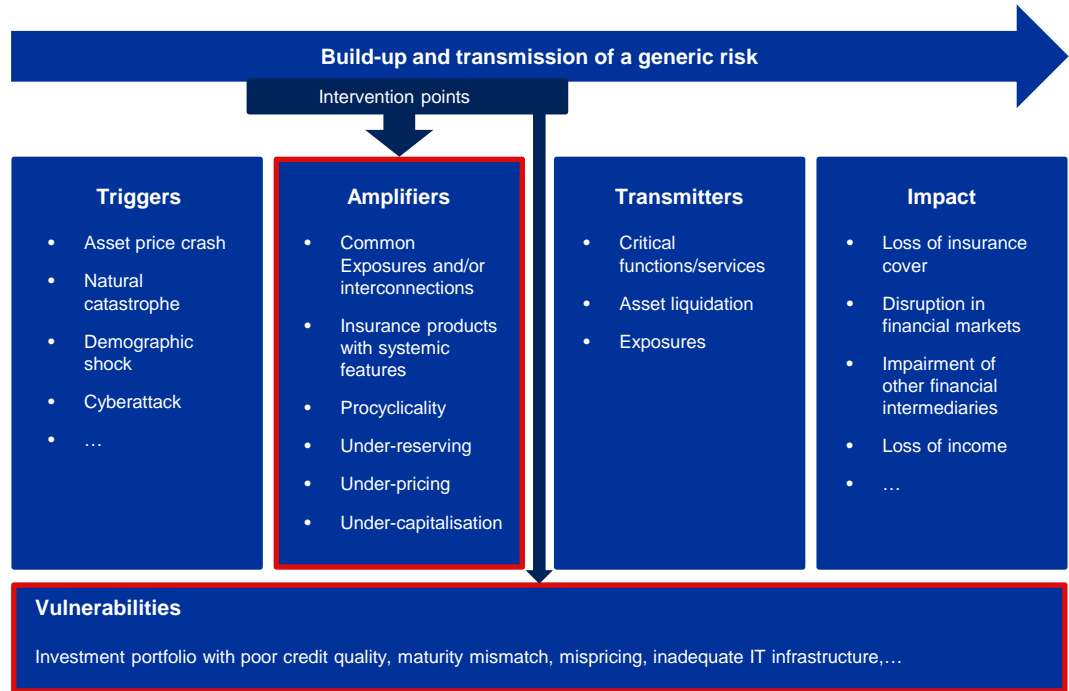 Build-up and transmission of a generic risk
Intervention points
Triggers
• Asset price crash
• Natural
catastrophe
• Demographic
shock
• Cyberattack
• …
Amplifiers
• Common
Exposures and/or
interconnections
• Insurance products
with systemic
features
• Procyclicality
• Under-reserving
• Under-pricing
• Under-capitalisation
Transmitters
• Critical
functions/services
• Asset liquidation
• Exposures
Impact
• Loss of insurance
cover
• Disruption in
financial markets
• Impairment of
other financial
intermediaries
• Loss of income
• …
Vulnerabilities
Investment portfolio with poor credit quality, maturity mismatch, mispricing, inadequate IT infrastructure,…